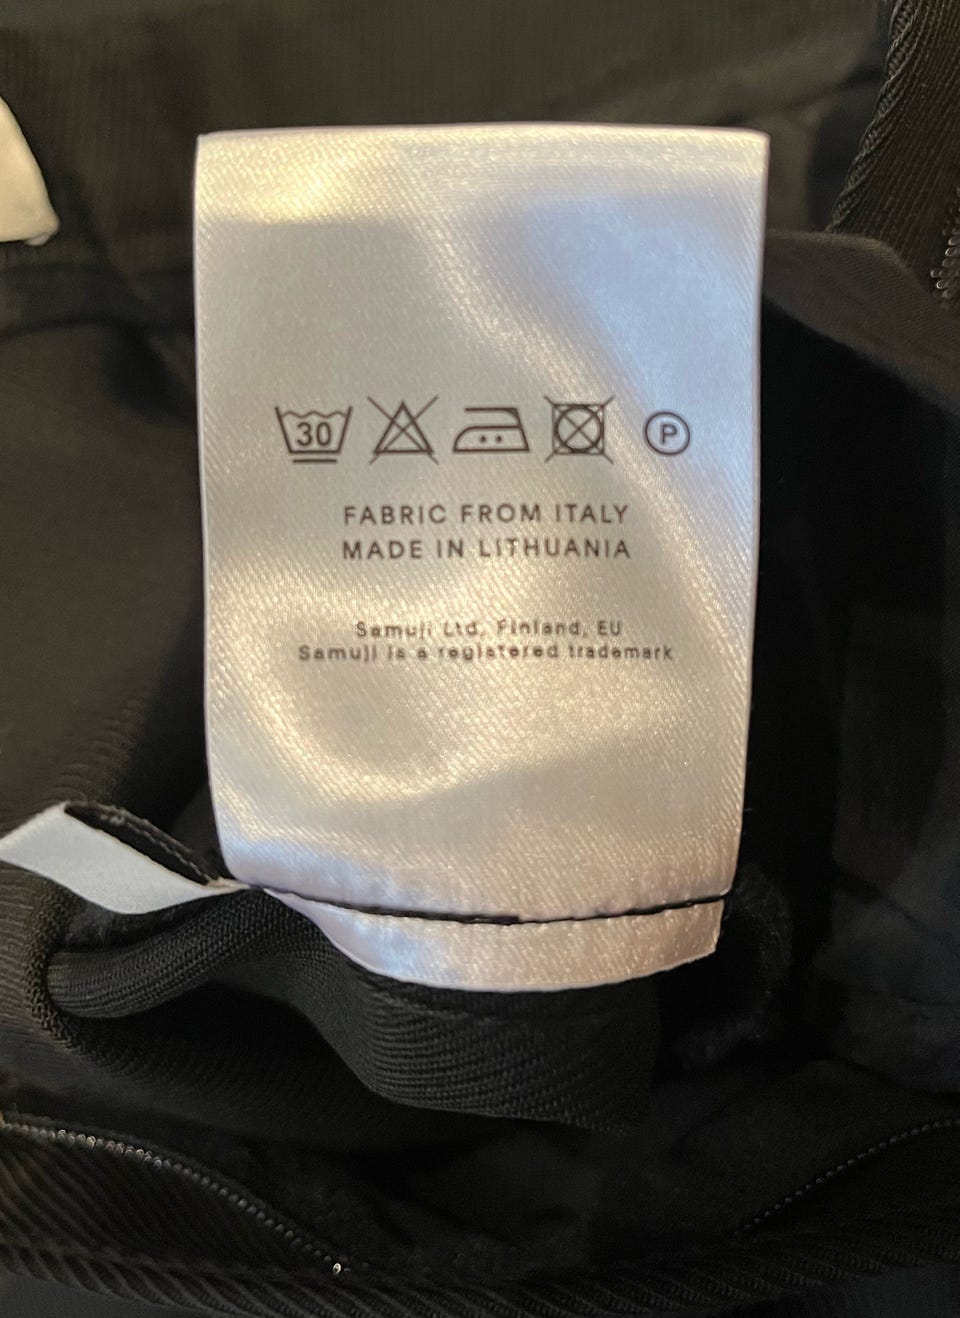 30 P
FABRIC FROM ITALY
MADE IN LITHUANIA
Samuji Ltd, Finland, EU
Samuji is a registered trademark